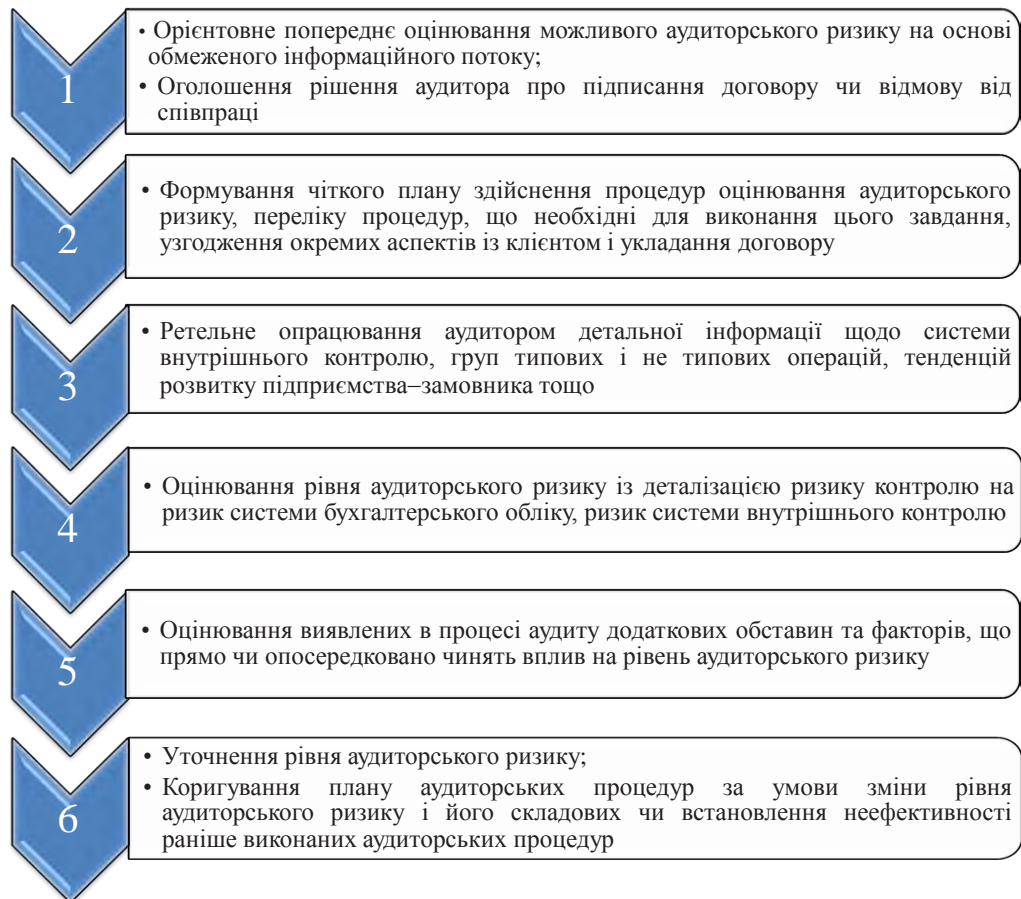 1
• Орієнтовне попереднє оцінювання можливого аудиторського ризику на основі
обмеженого інформаційного потоку;
• Оголошення рішення аудитора про підписання договору чи відмову від
співпраці
2
• Формування чіткого плану здійснення процедур оцінювання аудиторського
ризику, переліку процедур, що необхідні для виконання цього завдання,
узгодження окремих аспектів із клієнтом і укладання договору
3
• Ретельне опрацювання аудитором детальної інформації щодо системи
внутрішнього контролю, груп типових і не типових операцій, тенденцій
розвитку підприємства–замовника тощо
4
• Оцінювання рівня аудиторського ризику із деталізацією ризику контролю на
ризик системи бухгалтерського обліку, ризик системи внутрішнього контролю
5
• Оцінювання виявлених в процесі аудиту додаткових обставин та факторів, що
прямо чи опосередковано чинять вплив на рівень аудиторського ризику
6
• Уточнення рівня аудиторського ризику;
• Коригування плану аудиторських процедур за умови зміни рівня
аудиторського ризику і його складових чи встановлення неефективності
раніше виконаних аудиторських процедур